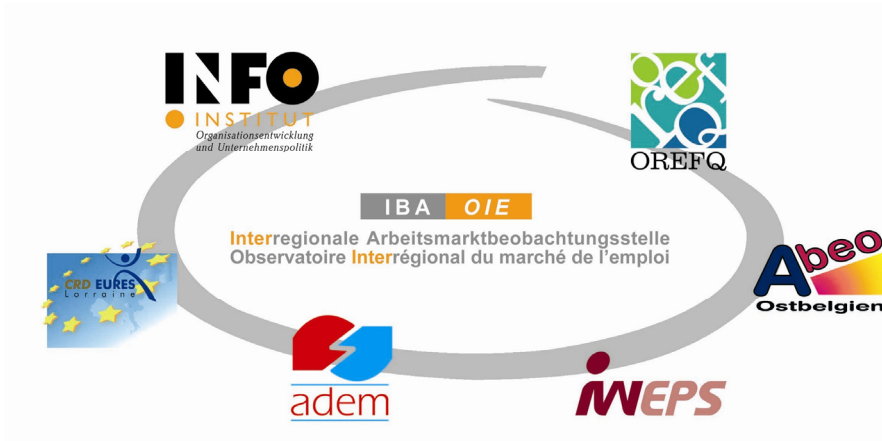 INFO
INSTITUT
Organisationsentwicklung
und Unternehmenspolitik
refQ
OREFQ
IBA OIE
Interregionale Arbeitsmarktbeobachtungsstelle
Observatoire Interrégional du marché de l'emploi
CRD EURES
Lorraine
Abeo
Ostbelgien
adem
iWEPS